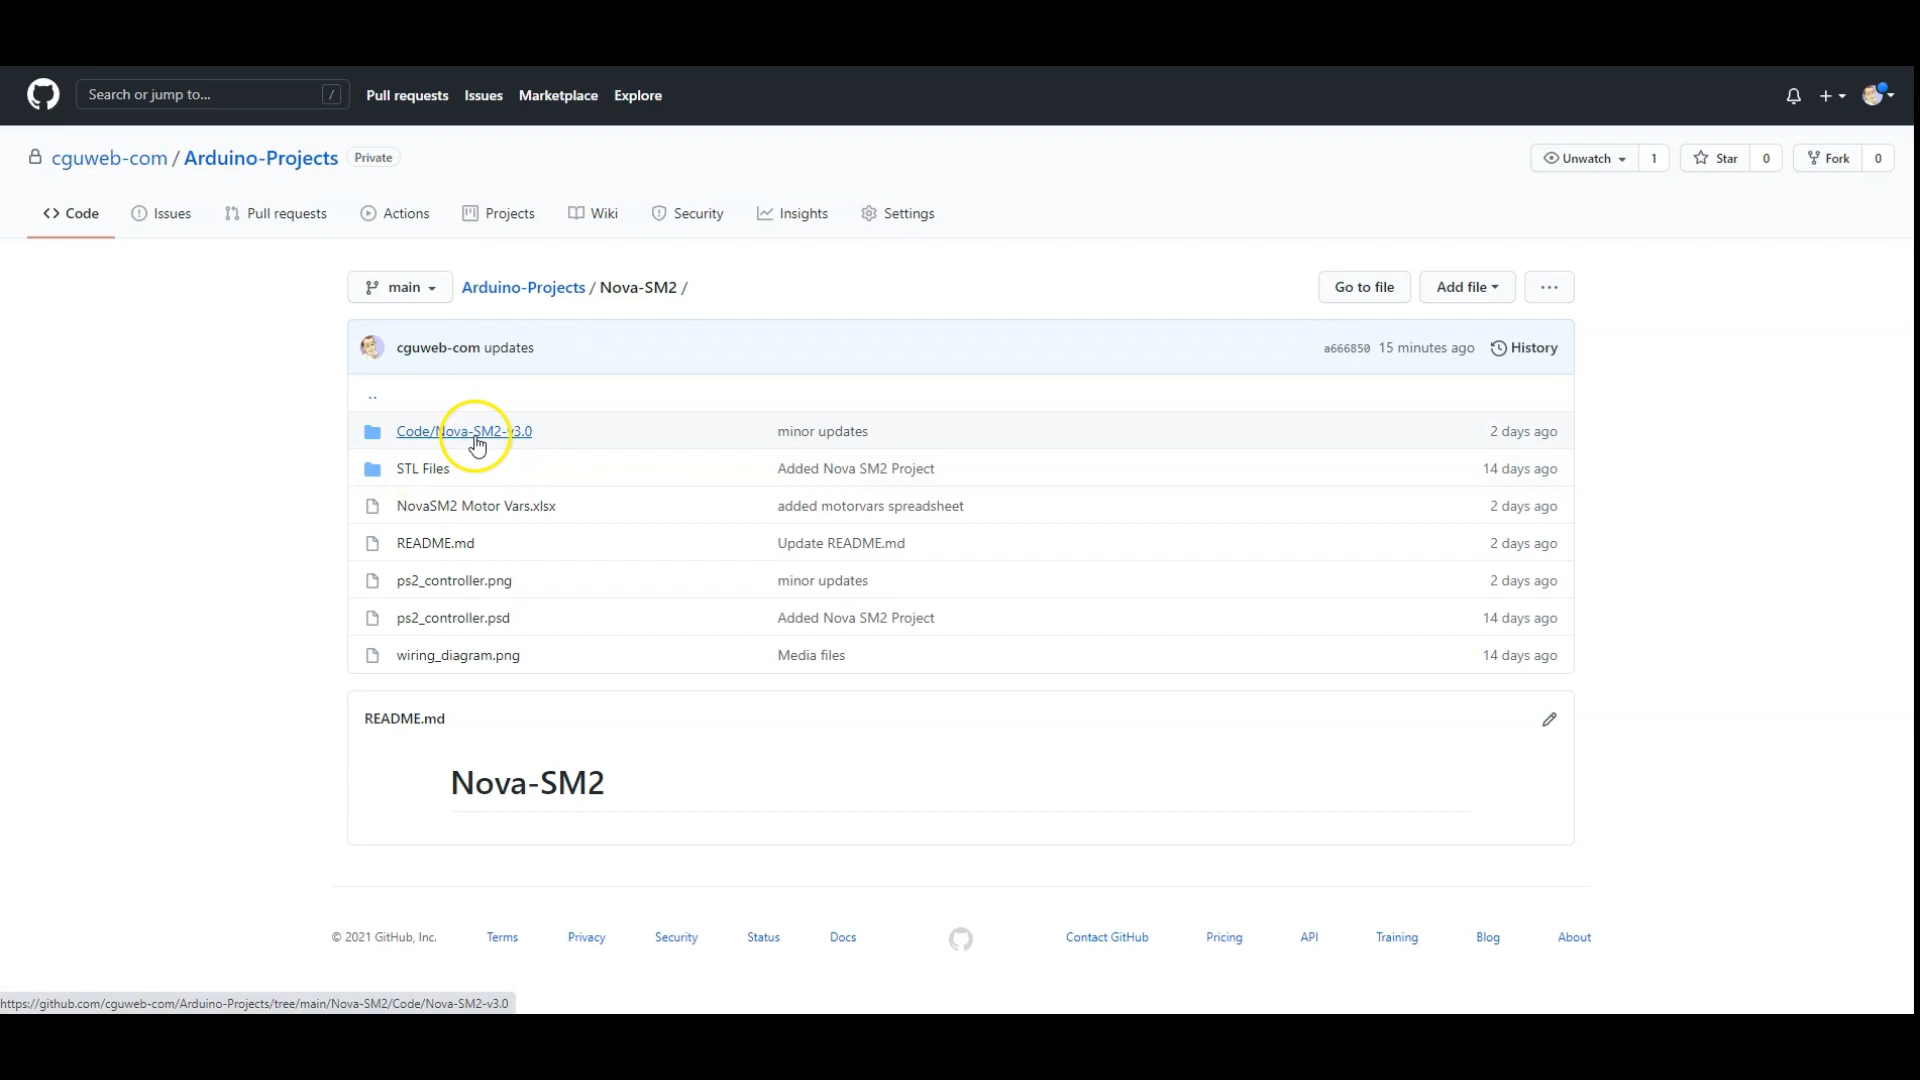 Search or jump to... /
Pull requests Issues Marketplace Explore
cguweb-com / Arduino-Projects Private
Unwatch 1 Star 0 Fork 0
Code Issues Pull requests Actions Projects Wiki Security Insights Settings
main Arduino-Projects / Nova-SM2 / Go to file Add file ...
cguweb-com updates a666850 15 minutes ago History
..
Code/Nova-SM2-v3.0 minor updates 2 days ago
STL Files Added Nova SM2 Project 14 days ago
NovaSM2 Motor Vars.xlsx added motorvars spreadsheet 2 days ago
README.md Update README.md 2 days ago
ps2_controller.png minor updates 2 days ago
ps2_controller.psd Added Nova SM2 Project 14 days ago
wiring_diagram.png Media files 14 days ago
README.md
Nova-SM2
© 2021 GitHub, Inc. Terms Privacy Security Status Docs Contact GitHub Pricing API Training Blog About
https://github.com/cguweb-com/Arduino-Projects/tree/main/Nova-SM2/Code/Nova-SM2-v3.0